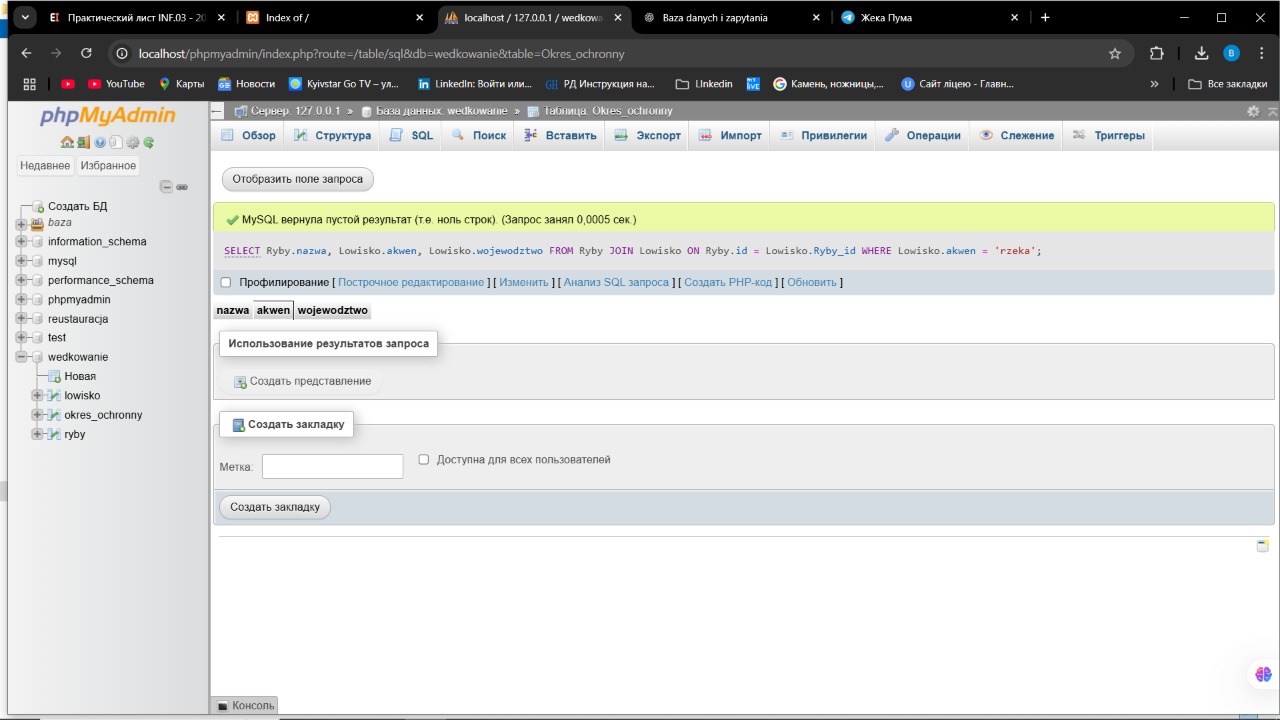 Практический лист INF.03 - 20
Index of /
localhost / 127.0.0.1 / wedkowa
Baza danych i zapytania
Жека Пума
localhost/phpmyadmin/index.php?route=/table/sql&db=wedkowanie&table=Okres_ochronny
В
YouTube
Карты
Новости
Kyivstar Go TV – ул...
LinkedIn: Войти или...
РД Инструкция на...
LInkedin
Камень, ножницы,...
Сайт ліцею - Главн...
»
Все закладки
phpMyAdmin
Недавнее
Избранное
Создать БД
baza
information_schema
mysql
performance_schema
phpmyadmin
reustauracja
test
wedkowanie
Новая
lowisko
okres_ochronny
ryby
Сервер: 127.0.0.1 » База данных: wedkowanie » Таблица: Okres_ochronny
Обзор
Структура
SQL
Поиск
Вставить
Экспорт
Импорт
Привилегии
Операции
Слежение
Триггеры
Отобразить поле запроса
MySQL вернула пустой результат (т.е. ноль строк). (Запрос занял 0,0005 сек.)
SELECT Ryby.nazwa, Lowisko.akwen, Lowisko.wojewodztwo FROM Ryby JOIN Lowisko ON Ryby.id = Lowisko.Ryby_id WHERE Lowisko.akwen = 'rzeka';
Профилирование [ Построчное редактирование ] [ Изменить ] [ Анализ SQL запроса ] [ Создать PHP-код ] [ Обновить ]
nazwa akwen wojewodztwo
Использование результатов запроса
Создать представление
Создать закладку
Метка:
Доступна для всех пользователей
Создать закладку
Консоль